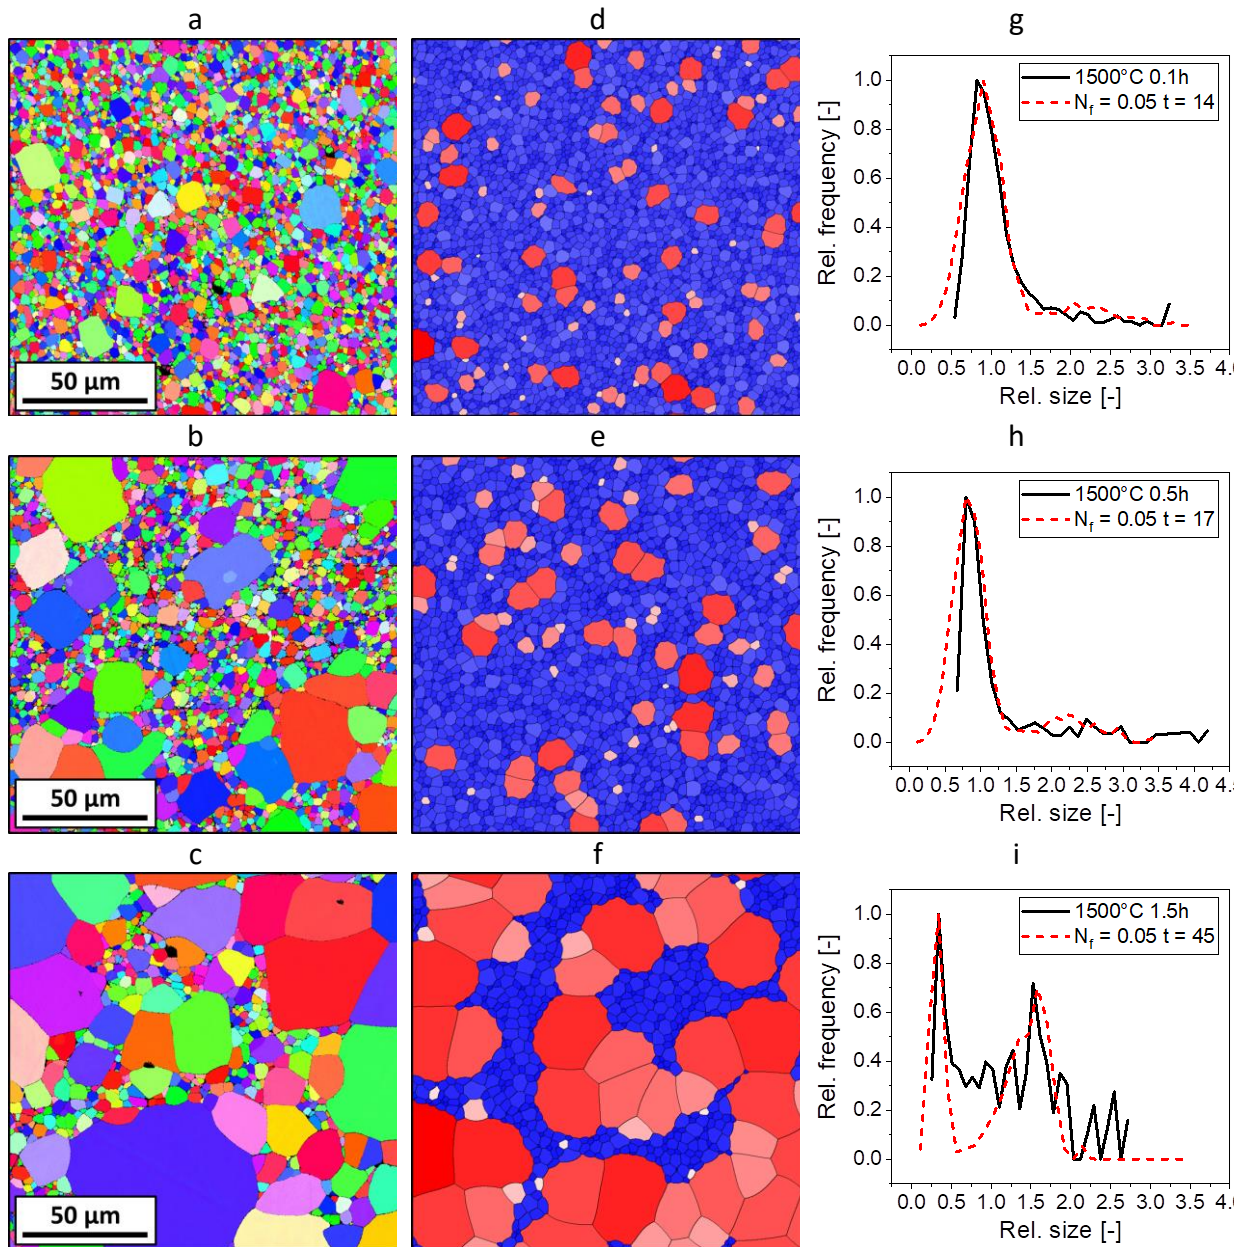 a
d
g
50 µm
1500°C 0.1h
N_f = 0.05 t = 14
Rel. frequency [-]
1.0
0.8
0.6
0.4
0.2
0.0
0.0 0.5 1.0 1.5 2.0 2.5 3.0 3.5 4.0
Rel. size [-]
b
e
h
50 µm
1500°C 0.5h
N_f = 0.05 t = 17
Rel. frequency [-]
1.0
0.8
0.6
0.4
0.2
0.0
0.0 0.5 1.0 1.5 2.0 2.5 3.0 3.5 4.0 4.5
Rel. size [-]
c
f
i
50 µm
1500°C 1.5h
N_f = 0.05 t = 45
Rel. frequency [-]
1.0
0.8
0.6
0.4
0.2
0.0
0.0 0.5 1.0 1.5 2.0 2.5 3.0 3.5 4.0
Rel. size [-]